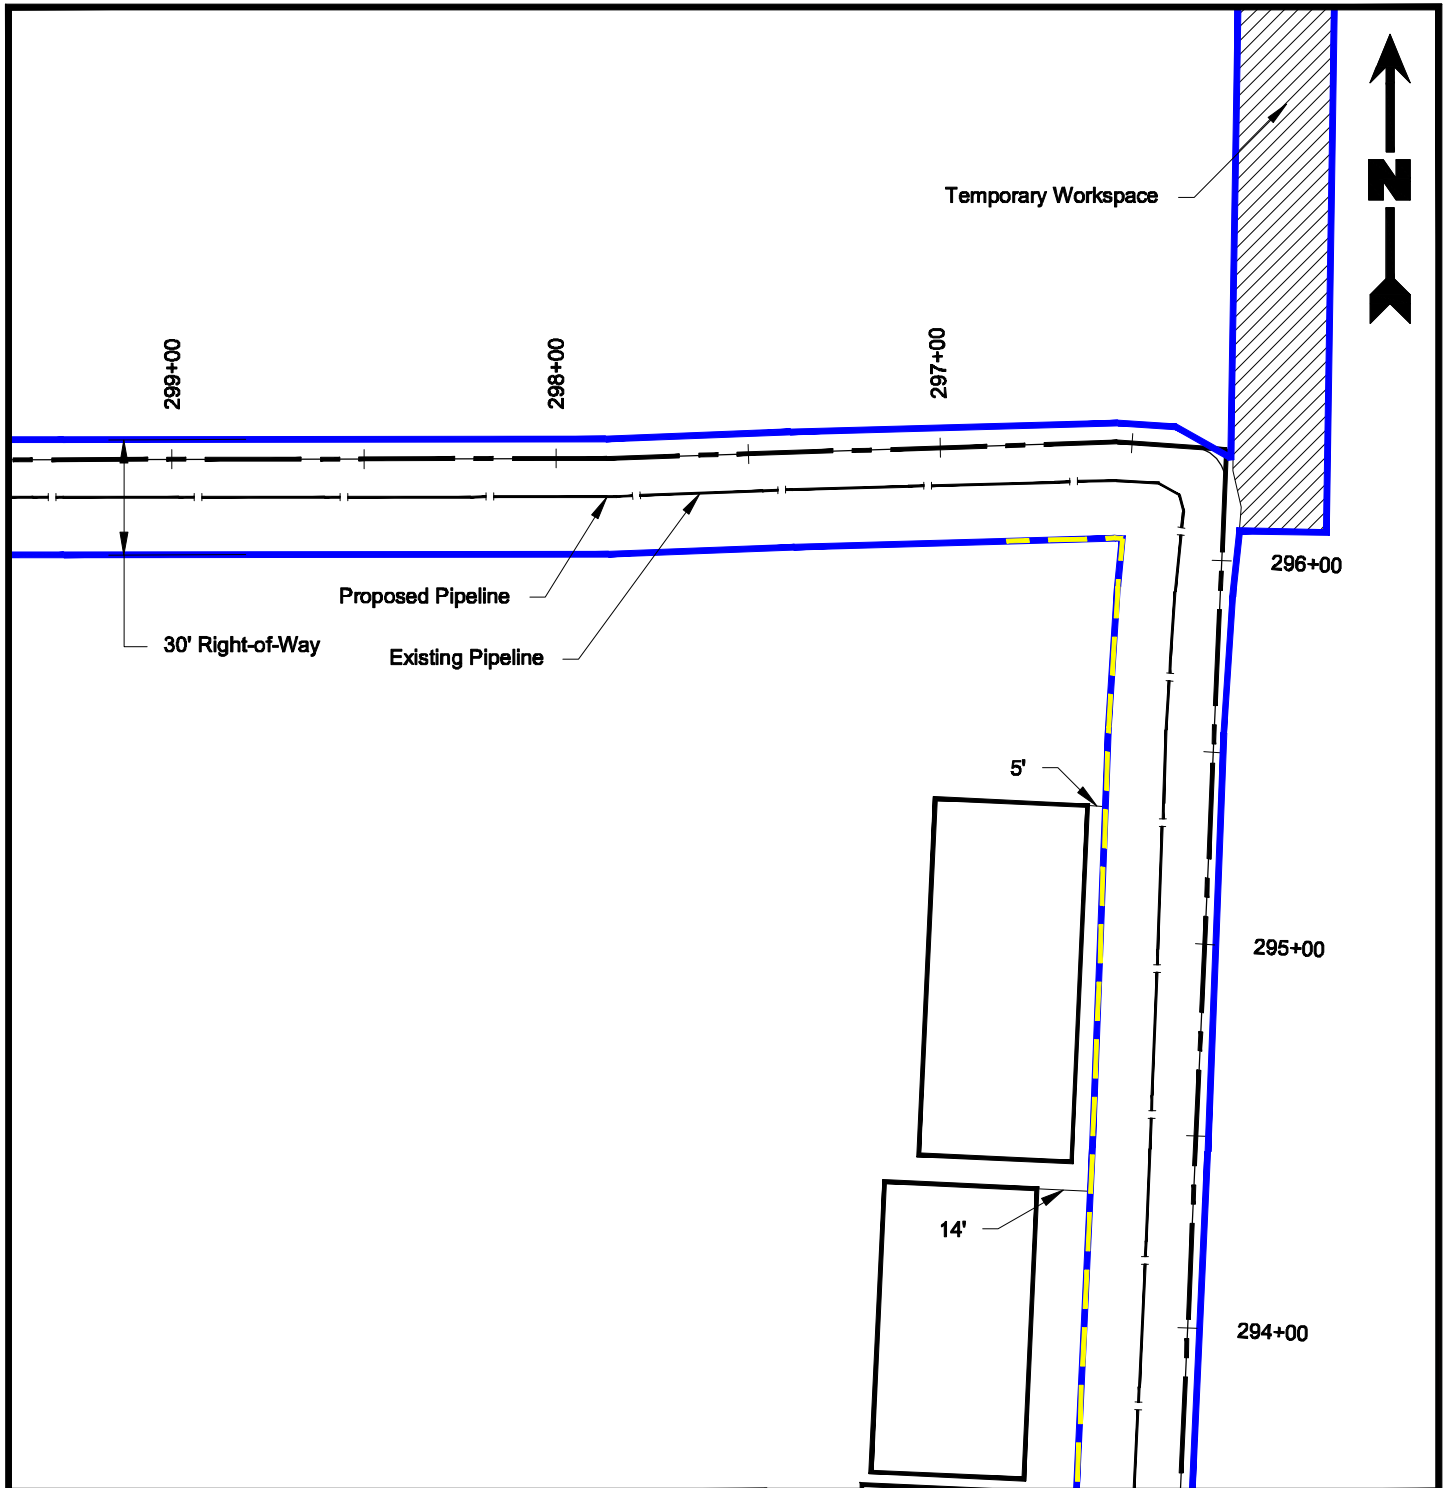 N
Temporary Workspace
299+00
298+00
297+00
296+00
Proposed Pipeline
30' Right-of-Way
Existing Pipeline
5'
295+00
14'
294+00